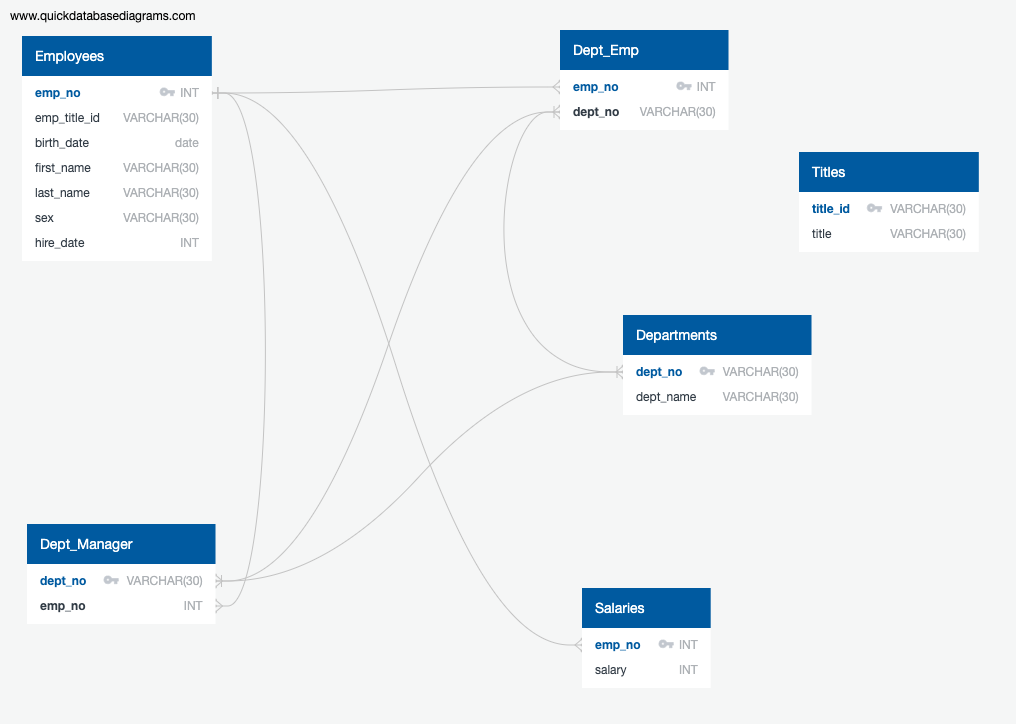 www.quickdatabasediagrams.com
Employees
emp_no INT
emp_title_id VARCHAR(30)
birth_date date
first_name VARCHAR(30)
last_name VARCHAR(30)
sex VARCHAR(30)
hire_date INT
Dept_Emp
emp_no INT
dept_no VARCHAR(30)
Titles
title_id VARCHAR(30)
title VARCHAR(30)
Departments
dept_no VARCHAR(30)
dept_name VARCHAR(30)
Dept_Manager
dept_no VARCHAR(30)
emp_no INT
Salaries
emp_no INT
salary INT